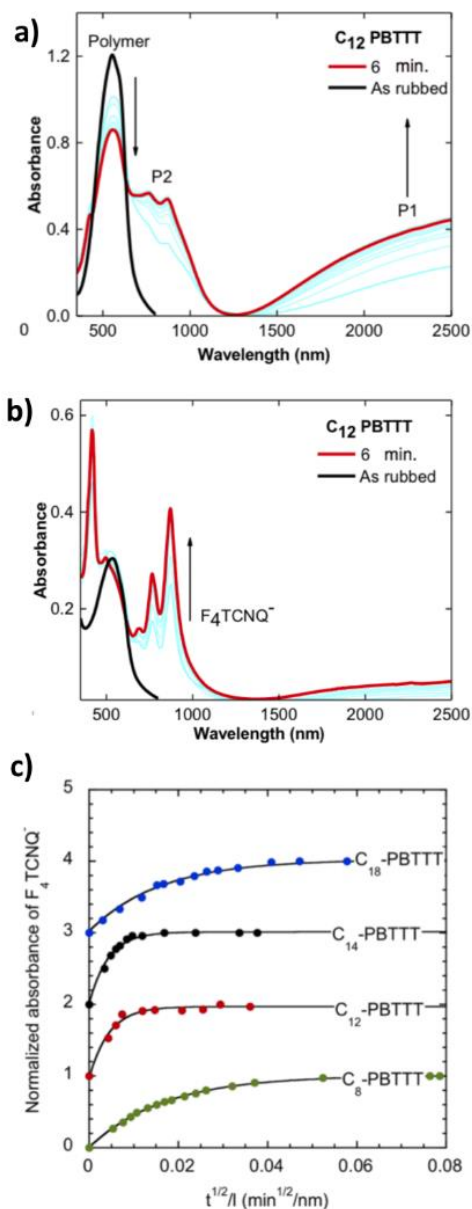 a)
C12 PBTTT
6 min.
As rubbed
Polymer
P2
P1
Absorbance
1.2
0.8
0.4
0.0
0
500
1000
1500
2000
2500
Wavelength (nm)
b)
C12 PBTTT
6 min.
As rubbed
F4TCNQ-
Absorbance
0.6
0.4
0.2
500
1000
1500
2000
2500
Wavelength (nm)
c)
Normalized absorbance of F4TCNQ-
5
4
3
2
1
0
C18-PBTTT
C14-PBTTT
C12-PBTTT
C8-PBTTT
0
0.02
0.04
0.06
0.08
t1/2/l (min1/2/nm)